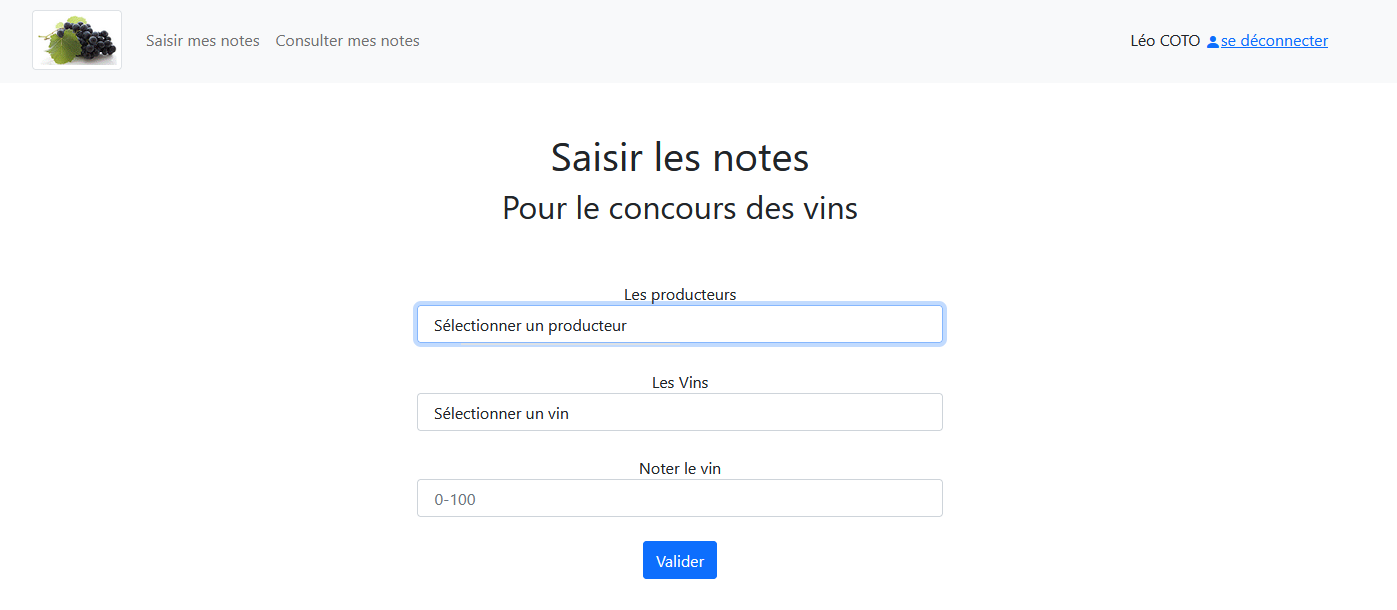 Saisir mes notes Consulter mes notes Léo COTO se déconnecter
Saisir les notes
Pour le concours des vins
Les producteurs
Sélectionner un producteur
Les Vins
Sélectionner un vin
Noter le vin
0-100
Valider